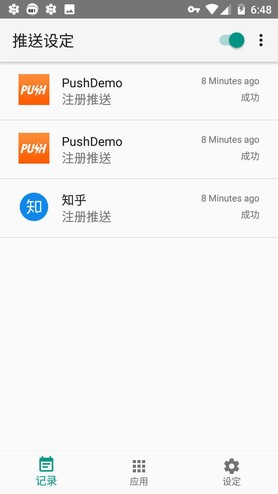 6:48
推送设定
PUSH
PushDemo
8 Minutes ago
注册推送
成功
PUSH
PushDemo
8 Minutes ago
注册推送
成功
知
知乎
8 Minutes ago
注册推送
成功
记录
应用
设定